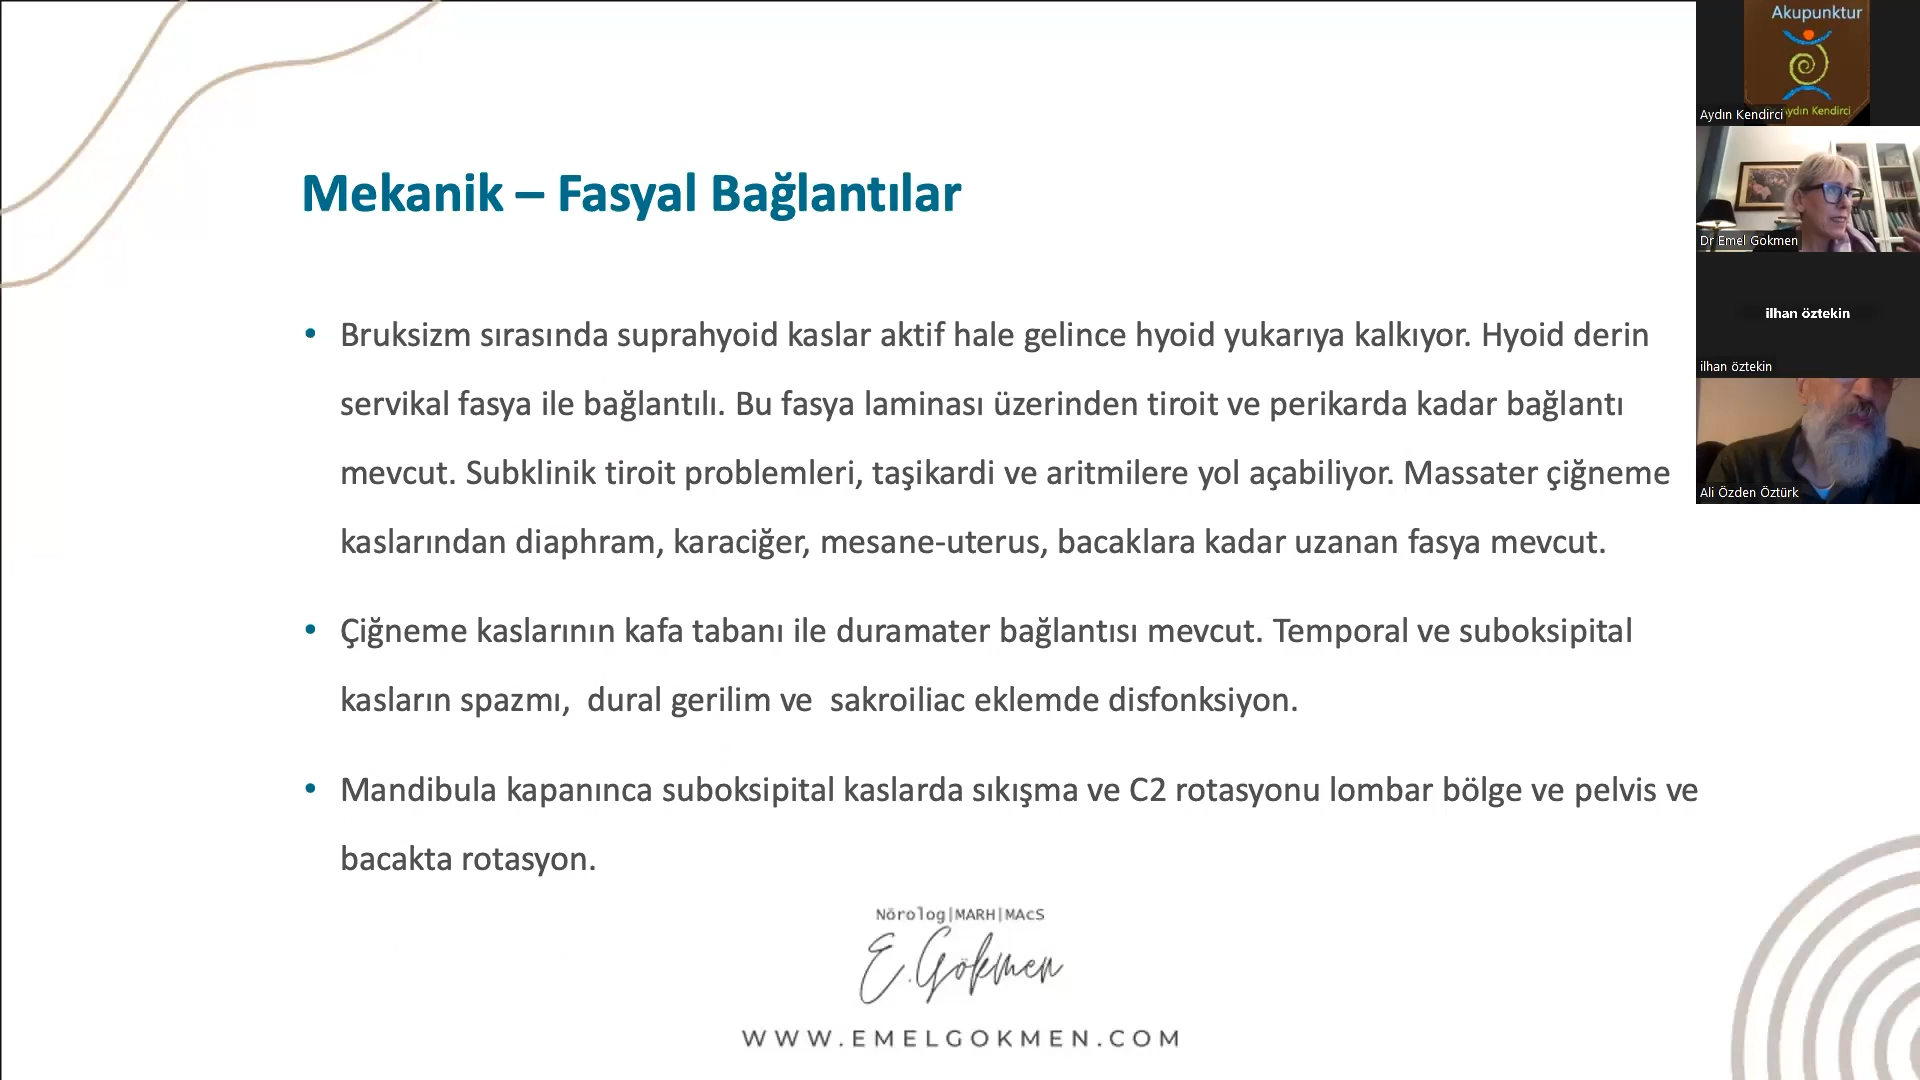 Mekanik – Fasyal Bağlantılar
• Bruksizm sırasında suprahyoid kaslar aktif hale gelince hyoid yukarıya kalkıyor. Hyoid derin
servikal fasya ile bağlantılı. Bu fasya laminası üzerinden tiroit ve perikarda kadar bağlantı
mevcut. Subklinik tiroit problemleri, taşikardi ve aritmilere yol açabiliyor. Massater çiğneme
kaslarından diaphram, karaciğer, mesane-uterus, bacaklara kadar uzanan fasya mevcut.
• Çiğneme kaslarının kafa tabanı ile duramater bağlantısı mevcut. Temporal ve suboksipital
kasların spazmı,  dural gerilim ve  sakroiliac eklemde disfonksiyon.
• Mandibula kapanınca suboksipital kaslarda sıkışma ve C2 rotasyonu lombar bölge ve pelvis ve
bacakta rotasyon.
Nörolog|MARH|MAcS
E.Gökmen
WWW.EMELGOKMEN.COM
Akupunktur
Aydın Kendirci
Aydın Kendirci
Dr Emel Gokmen
ilhan öztekin
ilhan öztekin
Ali Özden Öztürk